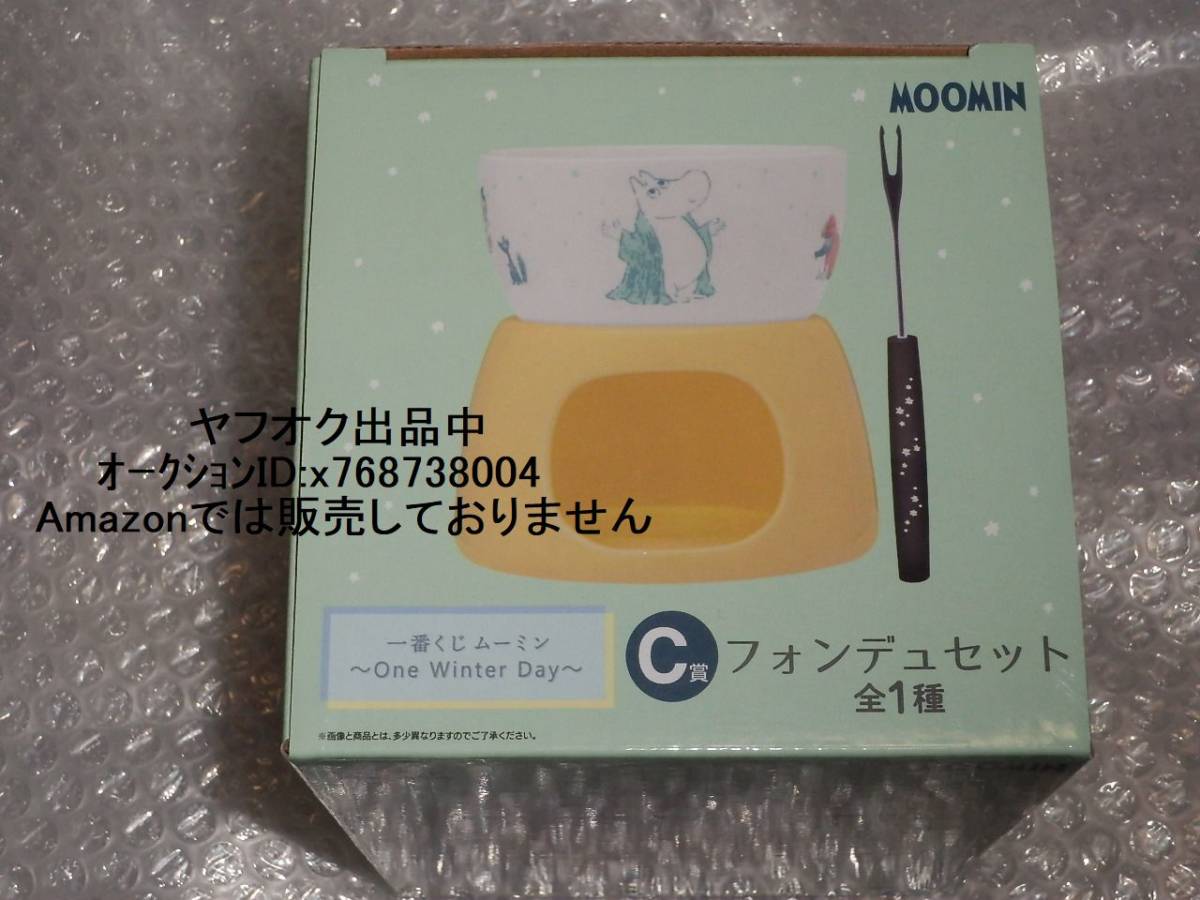 MOOMIN
ヤフオク出品中
ｵｰｸｼｮﾝID:x768738004
Amazonでは販売しておりません
一番くじ ムーミン
～One Winter Day～
C賞 フォンデュセット
全1種
※画像と商品とは、多少異なりますのでご了承ください。